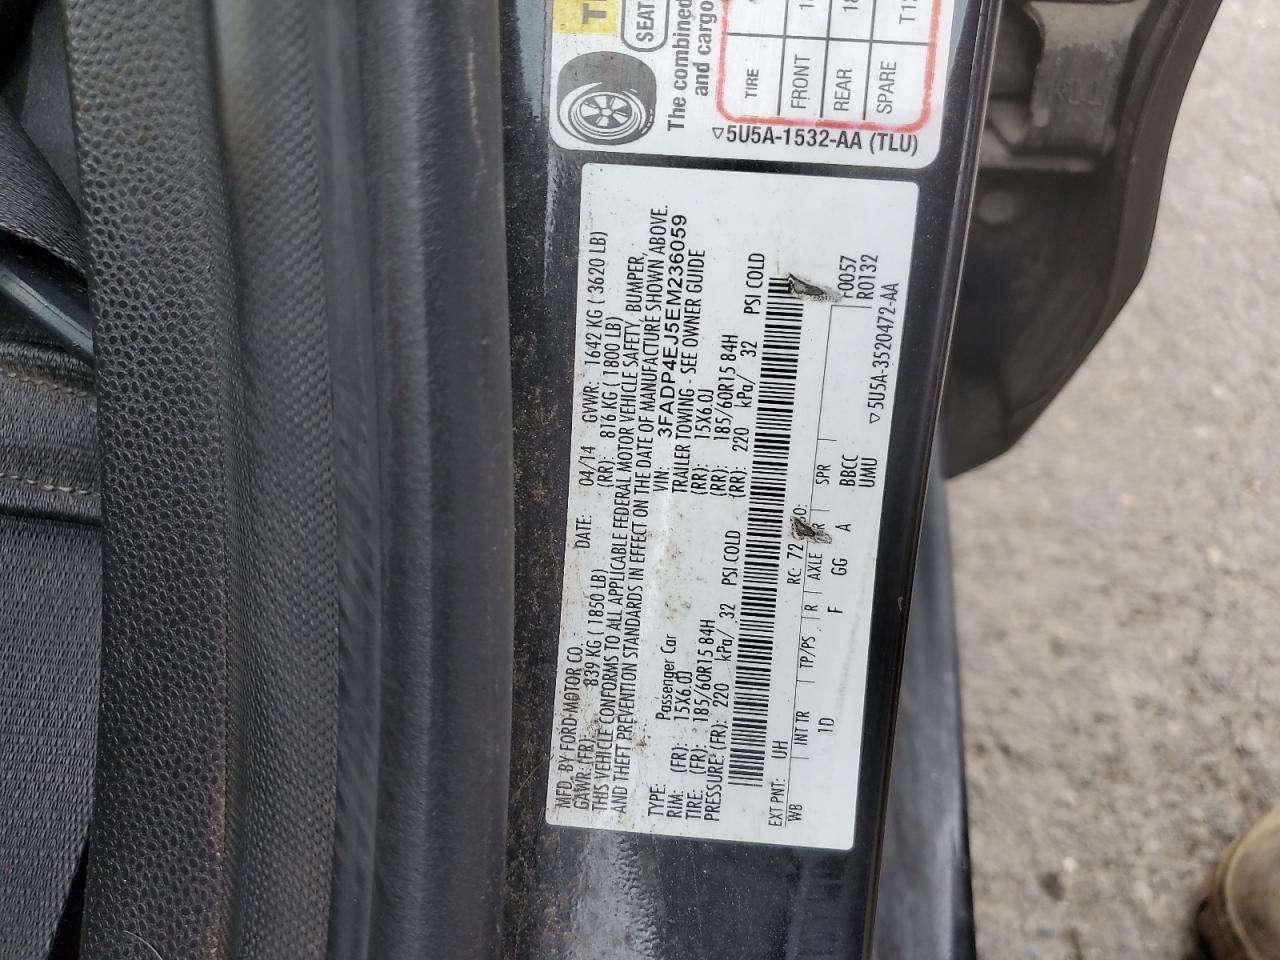 SEAT
The combined
and cargo
TIRE
FRONT
REAR
SPARE
5U5A-1532-AA (TLU)
MFD. BY FORD MOTOR CO. DATE: 04/14 GVWR: 1642 KG ( 3620 LB)
GAWR: (FR): 839 KG ( 1850 LB) (RR): 816 KG ( 1800 LB)
THIS VEHICLE CONFORMS TO ALL APPLICABLE FEDERAL MOTOR VEHICLE SAFETY, BUMPER,
AND THEFT PREVENTION STANDARDS IN EFFECT ON THE DATE OF MANUFACTURE SHOWN ABOVE.
VIN: 3FADP4EJ5EM236059
TYPE: Passenger Car TRAILER TOWING - SEE OWNER GUIDE
RIM: (FR): 15X6.0J (RR): 15X6.0J
TIRE: (FR): 185/60R15 84H (RR): 185/60R15 84H
PRESSURE: (FR): 220 kPa/ 32 PSI COLD (RR): 220 kPa/ 32 PSI COLD
EXT PNT: UH RC: 72
WB INT TR TP/PS R AXLE SPR F0057
1D F GG A BBCC R0132
UMU
5U5A-3520472-AA